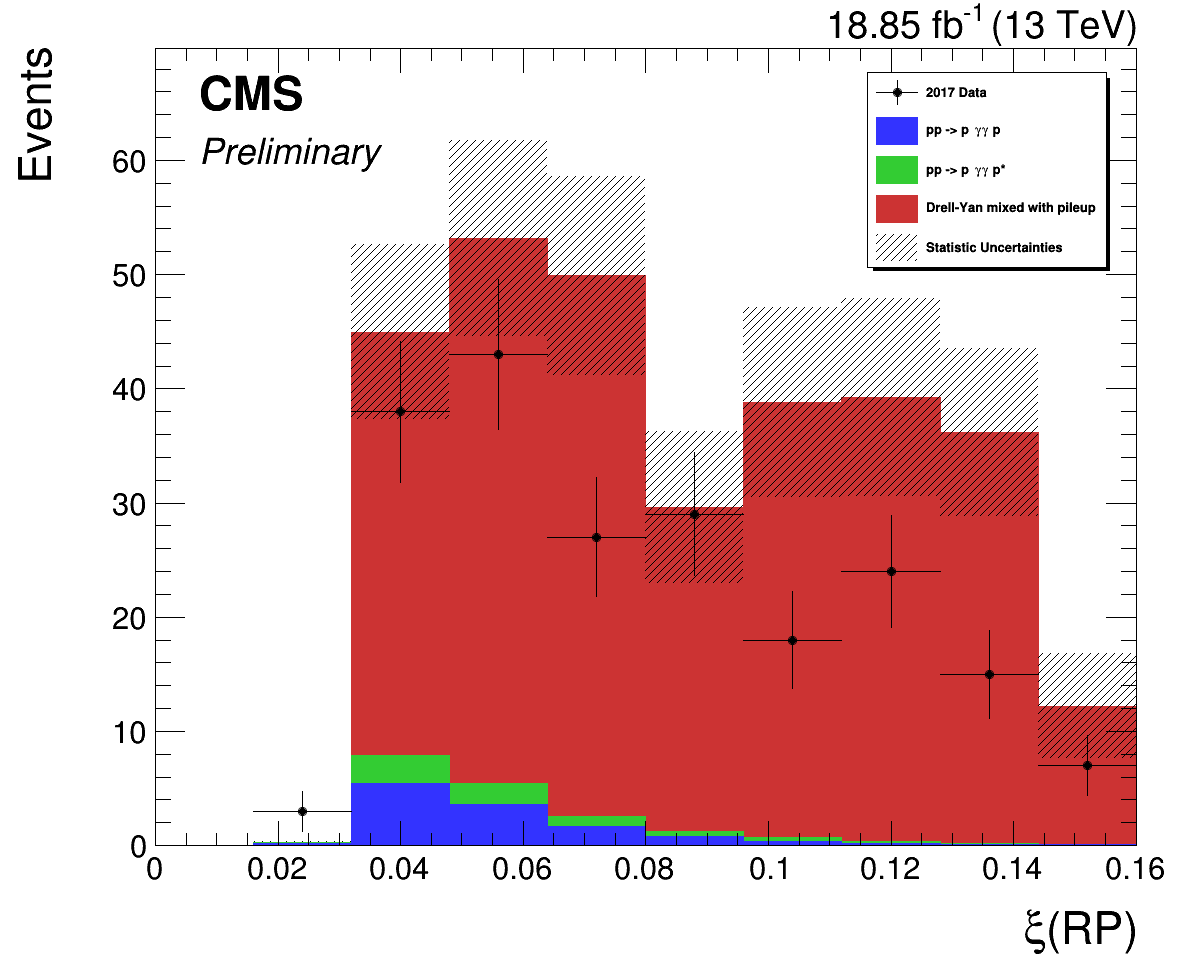 18.85 fb⁻¹ (13 TeV)
Events
CMS
Preliminary
2017 Data
pp -> p γγ p
pp -> p γγ p*
Drell-Yan mixed with pileup
Statistic Uncertainties
60
50
40
30
20
10
0
0 0.02 0.04 0.06 0.08 0.1 0.12 0.14 0.16
ξ(RP)